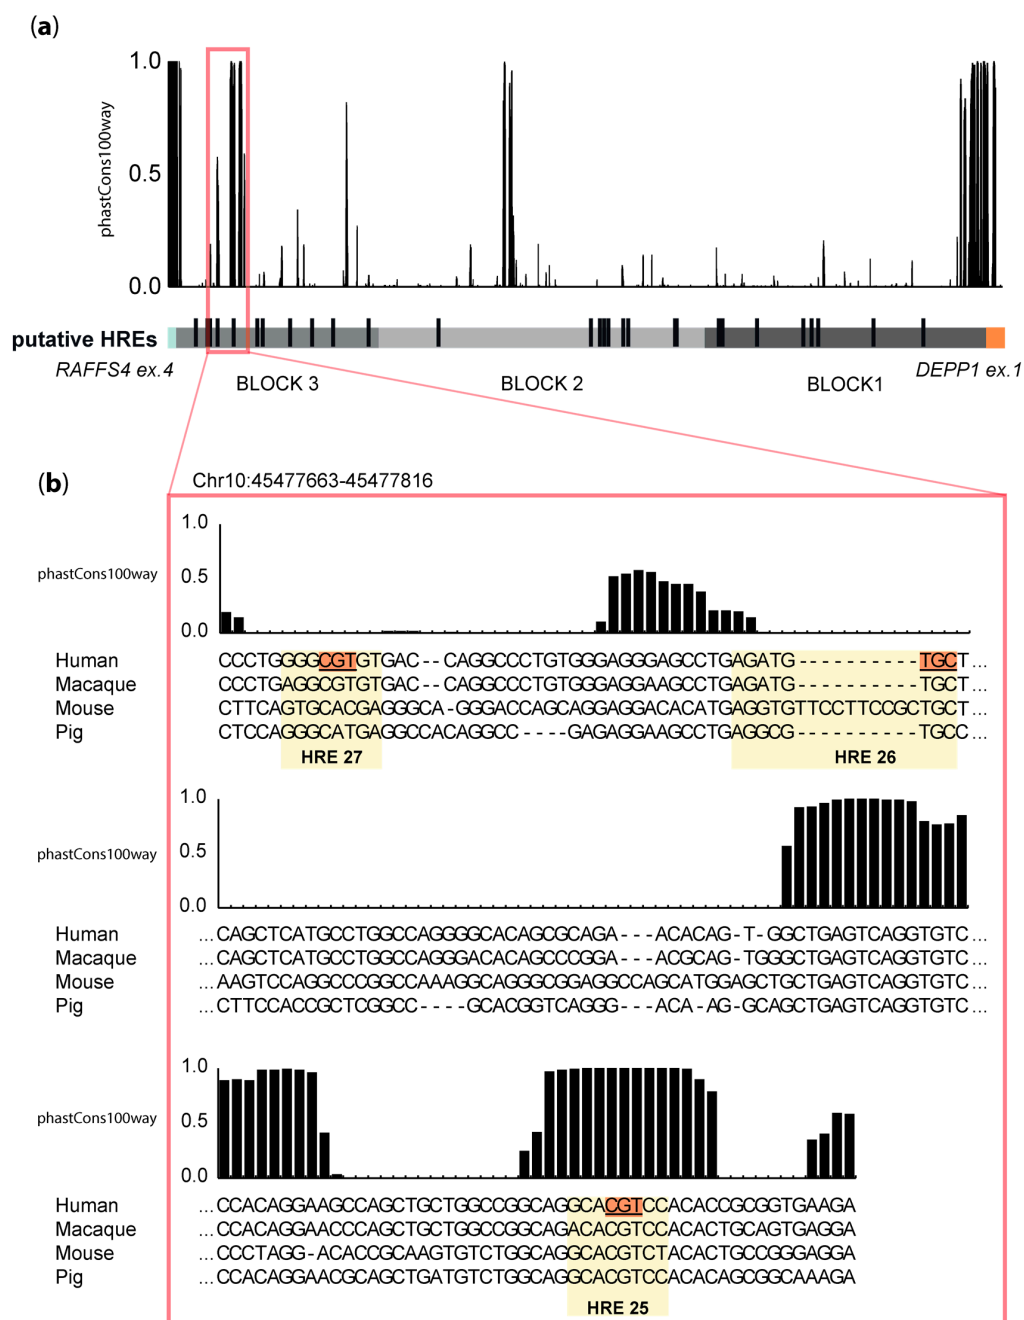 (a)
1.0
phastCons100way
0.5
0.0
putative HREs
RAFFS4 ex.4
DEPP1 ex.1
BLOCK 3
BLOCK 2
BLOCK1
(b)
Chr10:45477663-45477816
1.0
phastCons100way
0.5
0.0
Human CCCTGGGGCGTGTGAC--CAGGCCCTGTGGGAGGGAGCCTGAGATG----------TGCT...
Macaque CCCTGAGGCGTGTGAC--CAGGCCCTGTGGGAGGAAGCCTGAGATG----------TGCT...
Mouse CTTCAGTGCACGAGGGCA-GGGACCAGCAGGAGGACACATGAGGTGTTCCTTCCGCTGCT...
Pig CTCCAGGGCATGAGGCCACAGGCC----GAGAGGAAGCCTGAGGCG----------TGCC...
HRE 27
HRE 26
1.0
phastCons100way
0.5
0.0
Human ...CAGCTCATGCCTGGCCAGGGGCACAGCGCAGA---ACACAG-T-GGCTGAGTCAGGTGTC...
Macaque ...CAGCTCATGCCTGGCCAGGGACACAGCCCGGA---ACGCAG-TGGGCTGAGTCAGGTGTC...
Mouse ...AAGTCCAGGCCCGGCCAAAGGCAGGGCGGAGGCCAGCATGGAGCTGCTGAGTCAGGTGTC...
Pig ...CTTCCACCGCTCGGCC----GCACGGTCAGGG---ACA-AG-GCAGCTGAGTCAGGTGTC...
1.0
phastCons100way
0.5
0.0
Human ...CCACAGGAAGCCAGCTGCTGGCCGGCAGGCACGTCCACACCGCGGTGAAGA
Macaque ...CCACAGGAACCCAGCTGCTGGCCGGCAGACACGTCCACACTGCAGTGAGGA
Mouse ...CCCTAGG-ACACCGCAAGTGTCTGGCAGGCACGTCTACACTGCCGGGAGGA
Pig ...CCACAGGAACGCAGCTGATGTCTGGCAGGCACGTCCACACAGCGGCAAAGA
HRE 25